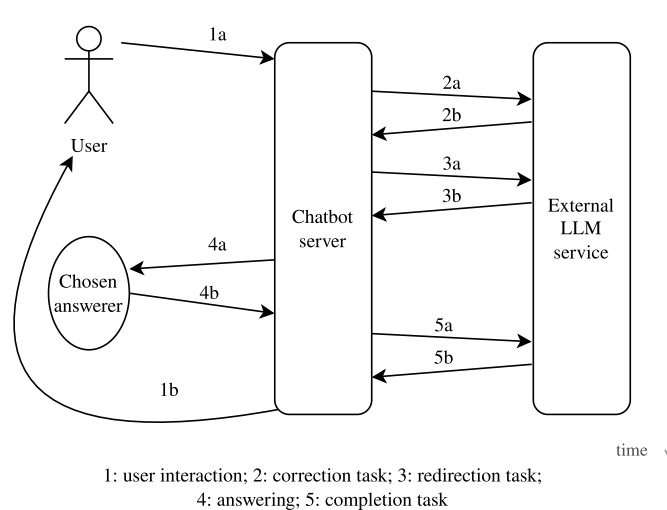 1a
2a
2b
User
3a
3b
Chatbot
server
External
LLM
service
4a
Chosen
answerer
4b
5a
5b
1b
time
1: user interaction; 2: correction task; 3: redirection task;
4: answering; 5: completion task